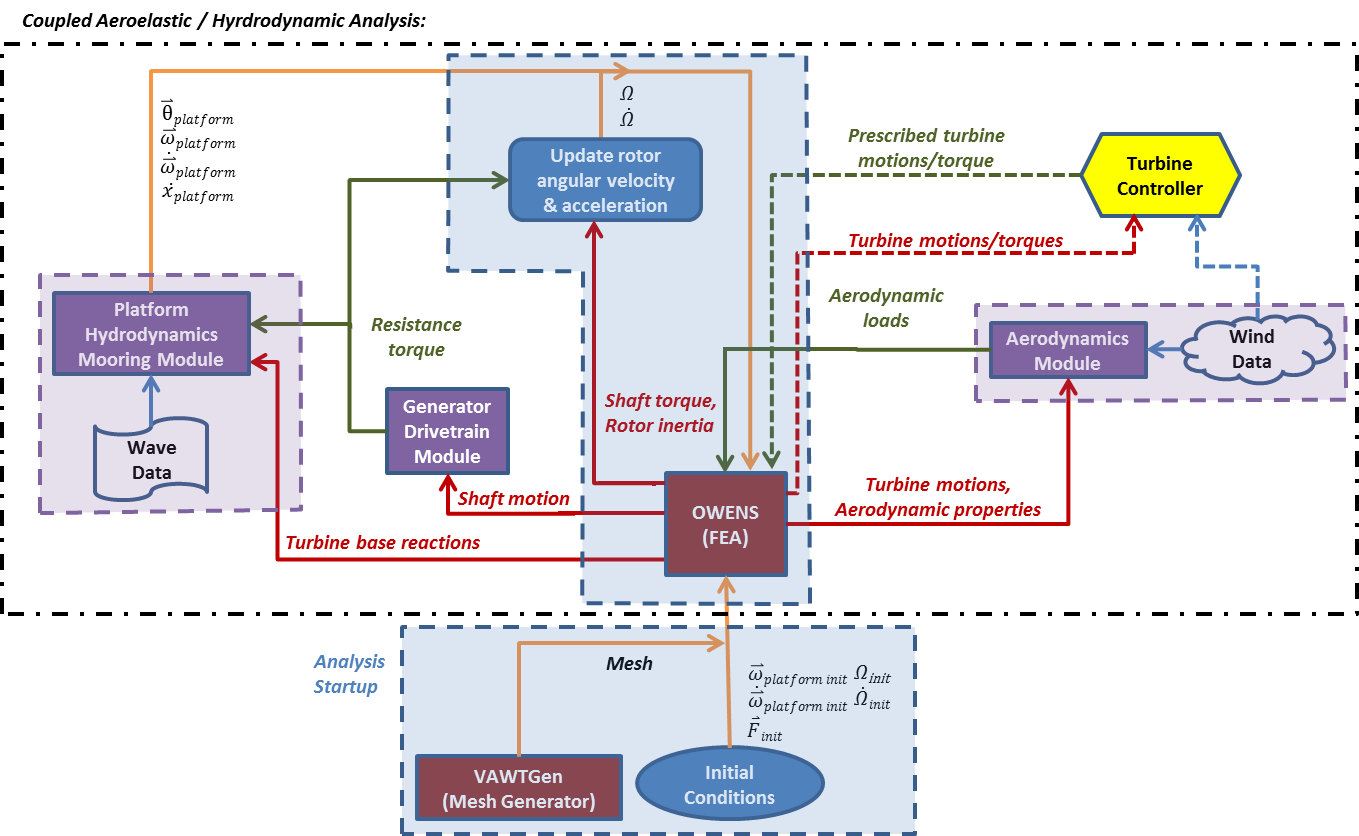 Coupled Aeroelastic / Hyrdrodynamic Analysis:
θ⃗ platform
ω⃗ platform
ω⃗̇ platform
ẋ platform
Ω
Ω̇
Update rotor
angular velocity
& acceleration
Prescribed turbine
motions/torque
Turbine
Controller
Turbine motions/torques
Platform
Hydrodynamics
Mooring Module
Resistance
torque
Aerodynamic
loads
Aerodynamics
Module
Wind
Data
Wave
Data
Generator
Drivetrain
Module
Shaft torque,
Rotor inertia
Shaft motion
OWENS
(FEA)
Turbine motions,
Aerodynamic properties
Turbine base reactions
Analysis
Startup
Mesh
ω⃗ platform init Ω init
ω⃗̇ platform init Ω̇ init
F⃗ init
VAWTGen
(Mesh Generator)
Initial
Conditions